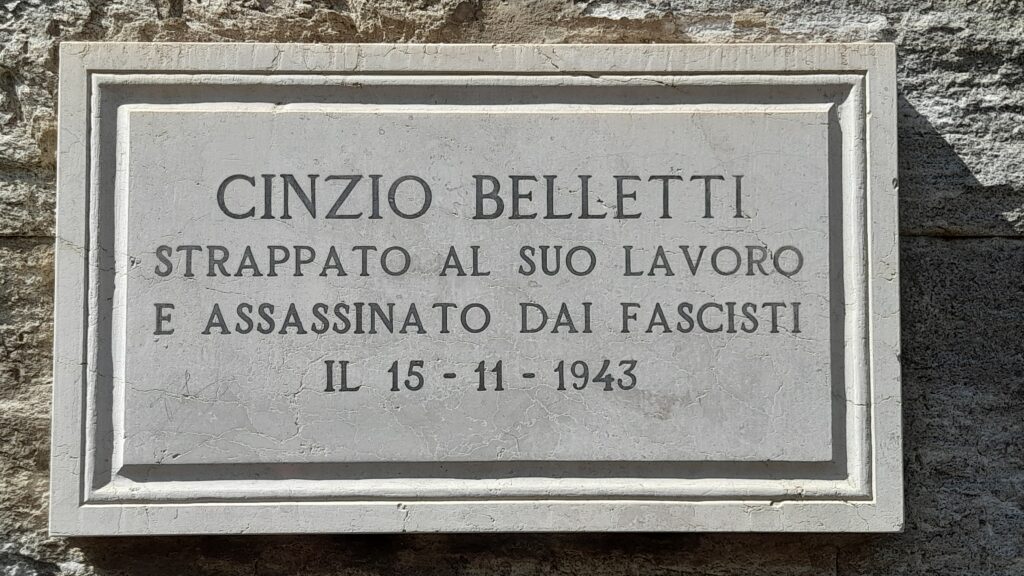 CINZIO BELLETTI
STRAPPATO AL SUO LAVORO
E ASSASSINATO DAI FASCISTI
IL 15 - 11 - 1943